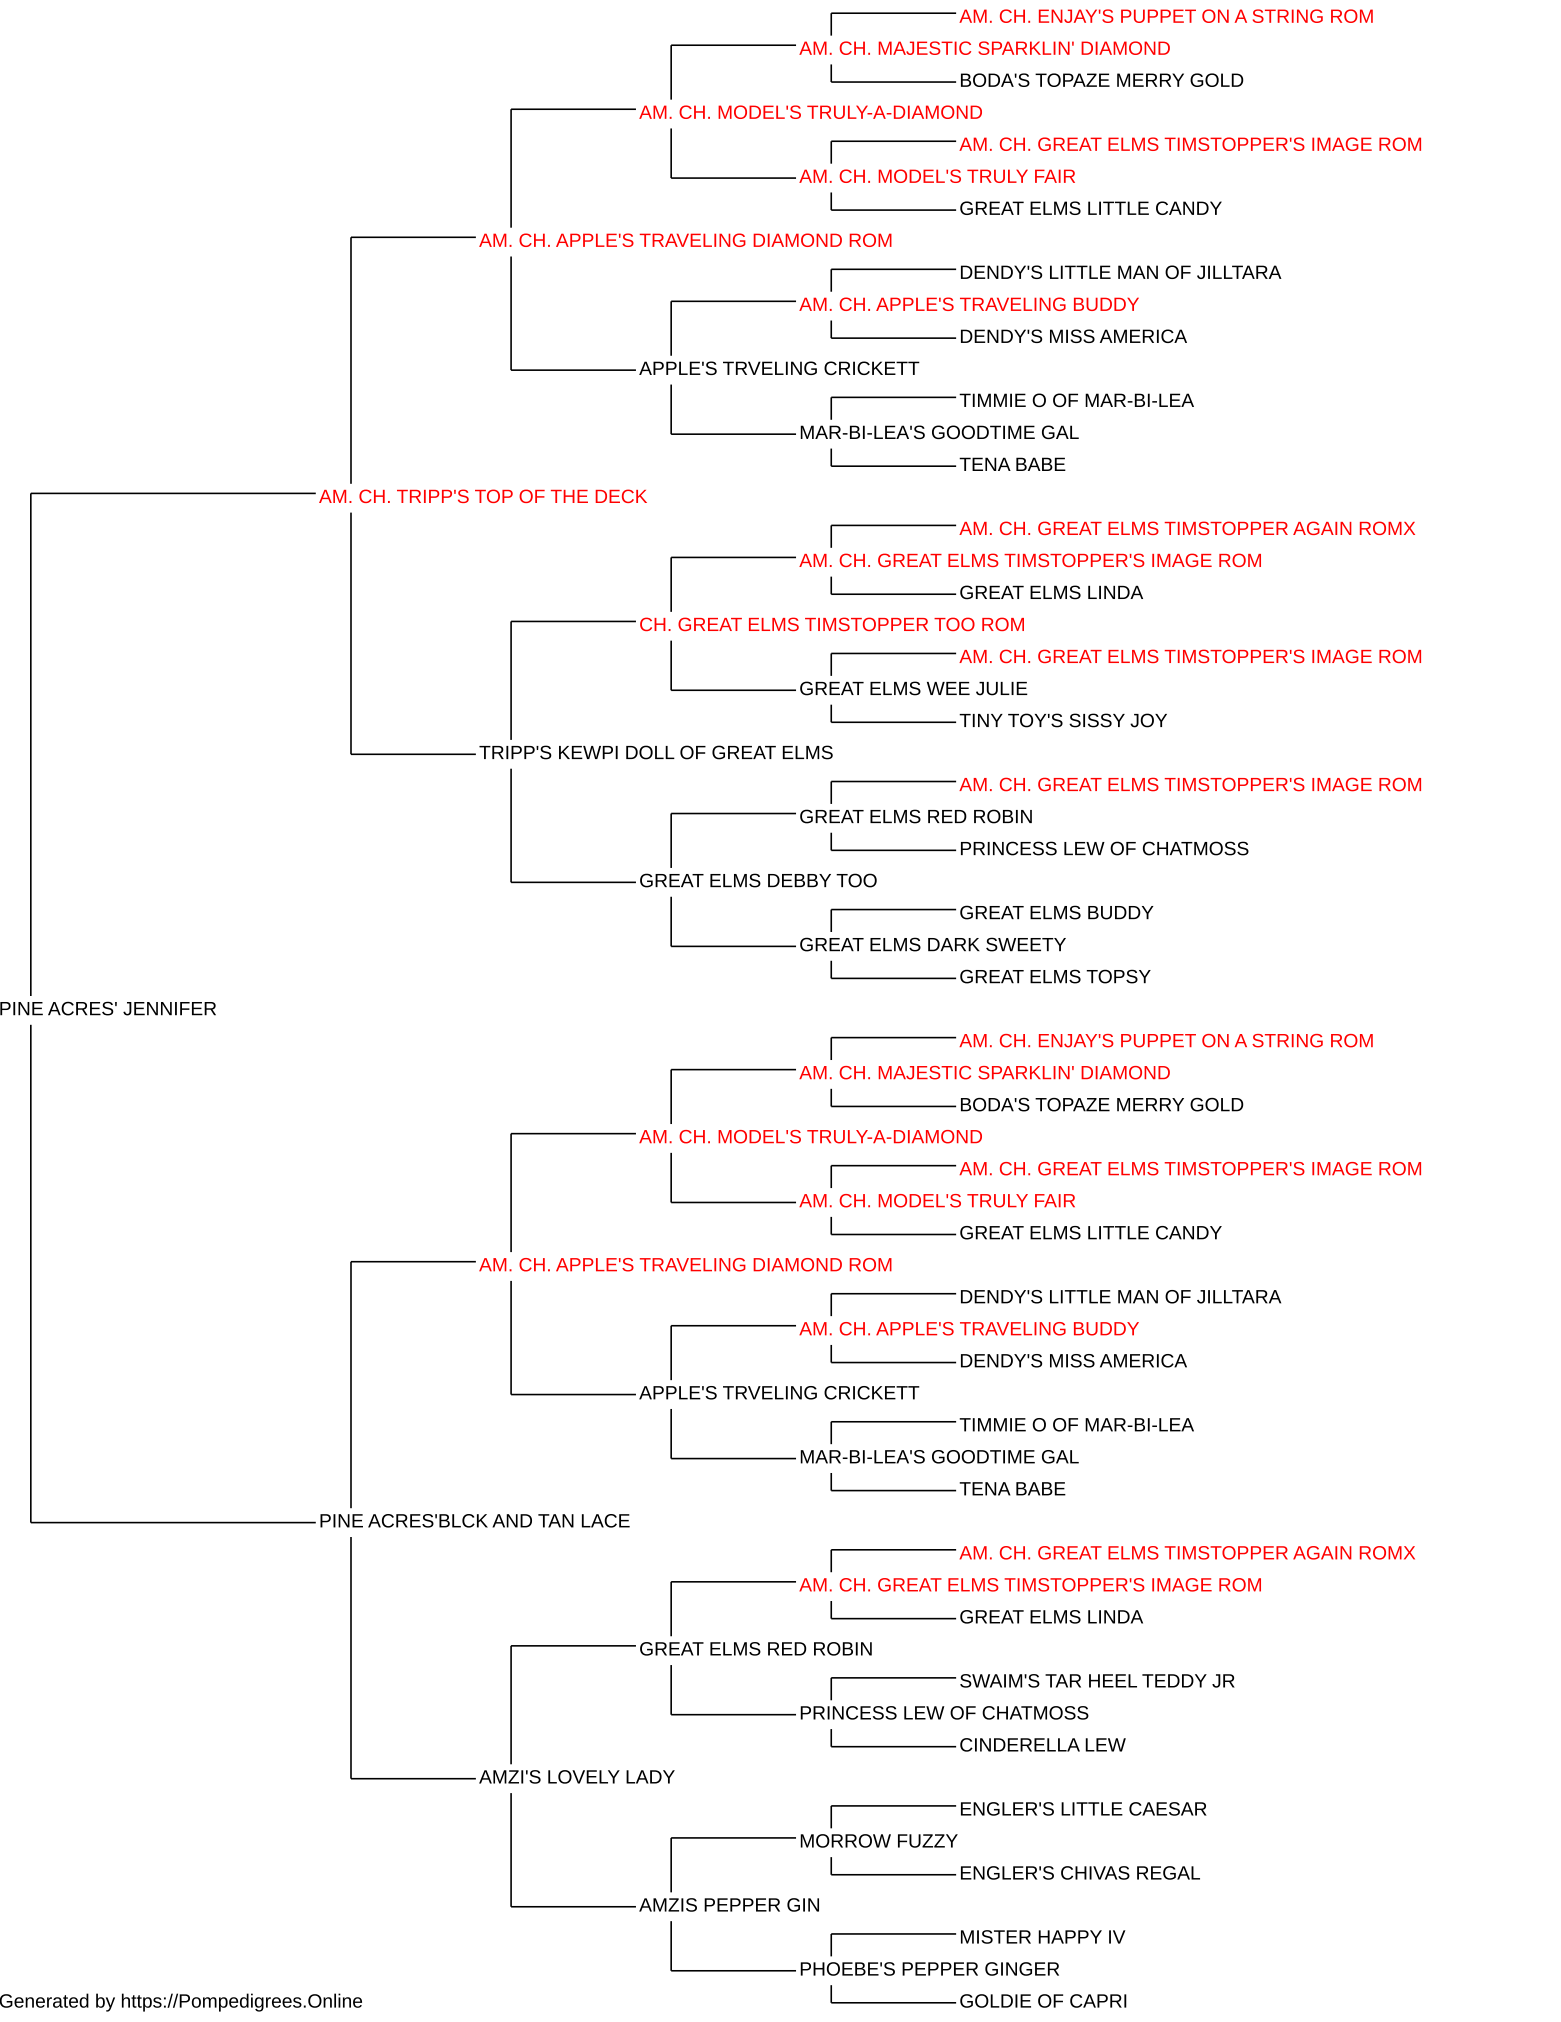 AM. CH. ENJAY'S PUPPET ON A STRING ROM
AM. CH. MAJESTIC SPARKLIN' DIAMOND
BODA'S TOPAZE MERRY GOLD
AM. CH. MODEL'S TRULY-A-DIAMOND
AM. CH. GREAT ELMS TIMSTOPPER'S IMAGE ROM
AM. CH. MODEL'S TRULY FAIR
GREAT ELMS LITTLE CANDY
AM. CH. APPLE'S TRAVELING DIAMOND ROM
DENDY'S LITTLE MAN OF JILLTARA
AM. CH. APPLE'S TRAVELING BUDDY
DENDY'S MISS AMERICA
APPLE'S TRVELING CRICKETT
TIMMIE O OF MAR-BI-LEA
MAR-BI-LEA'S GOODTIME GAL
TENA BABE
AM. CH. TRIPP'S TOP OF THE DECK
AM. CH. GREAT ELMS TIMSTOPPER AGAIN ROMX
AM. CH. GREAT ELMS TIMSTOPPER'S IMAGE ROM
GREAT ELMS LINDA
CH. GREAT ELMS TIMSTOPPER TOO ROM
AM. CH. GREAT ELMS TIMSTOPPER'S IMAGE ROM
GREAT ELMS WEE JULIE
TINY TOY'S SISSY JOY
TRIPP'S KEWPI DOLL OF GREAT ELMS
AM. CH. GREAT ELMS TIMSTOPPER'S IMAGE ROM
GREAT ELMS RED ROBIN
PRINCESS LEW OF CHATMOSS
GREAT ELMS DEBBY TOO
GREAT ELMS BUDDY
GREAT ELMS DARK SWEETY
GREAT ELMS TOPSY
PINE ACRES' JENNIFER
AM. CH. ENJAY'S PUPPET ON A STRING ROM
AM. CH. MAJESTIC SPARKLIN' DIAMOND
BODA'S TOPAZE MERRY GOLD
AM. CH. MODEL'S TRULY-A-DIAMOND
AM. CH. GREAT ELMS TIMSTOPPER'S IMAGE ROM
AM. CH. MODEL'S TRULY FAIR
GREAT ELMS LITTLE CANDY
AM. CH. APPLE'S TRAVELING DIAMOND ROM
DENDY'S LITTLE MAN OF JILLTARA
AM. CH. APPLE'S TRAVELING BUDDY
DENDY'S MISS AMERICA
APPLE'S TRVELING CRICKETT
TIMMIE O OF MAR-BI-LEA
MAR-BI-LEA'S GOODTIME GAL
TENA BABE
PINE ACRES'BLCK AND TAN LACE
AM. CH. GREAT ELMS TIMSTOPPER AGAIN ROMX
AM. CH. GREAT ELMS TIMSTOPPER'S IMAGE ROM
GREAT ELMS LINDA
GREAT ELMS RED ROBIN
SWAIM'S TAR HEEL TEDDY JR
PRINCESS LEW OF CHATMOSS
CINDERELLA LEW
AMZI'S LOVELY LADY
ENGLER'S LITTLE CAESAR
MORROW FUZZY
ENGLER'S CHIVAS REGAL
AMZIS PEPPER GIN
MISTER HAPPY IV
PHOEBE'S PEPPER GINGER
GOLDIE OF CAPRI
Generated by https://Pompedigrees.Online